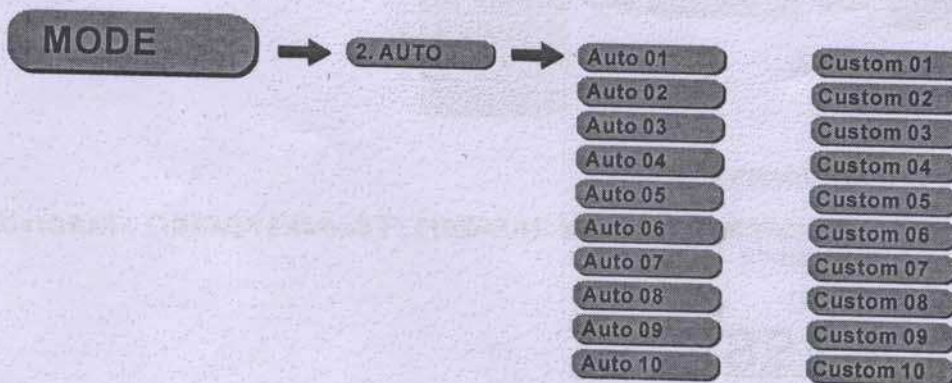 MODE
2. AUTO
Auto 01
Auto 02
Auto 03
Auto 04
Auto 05
Auto 06
Auto 07
Auto 08
Auto 09
Auto 10
Custom 01
Custom 02
Custom 03
Custom 04
Custom 05
Custom 06
Custom 07
Custom 08
Custom 09
Custom 10